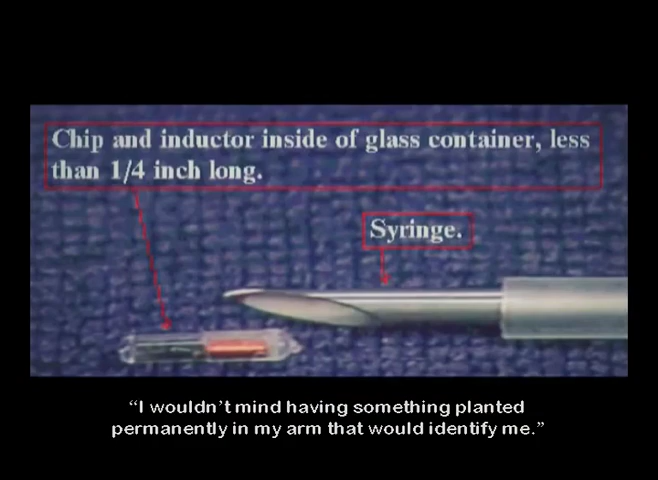 Chip and inductor inside of glass container, less
than 1/4 inch long.
Syringe.
“I wouldn’t mind having something planted
permanently in my arm that would identify me.”